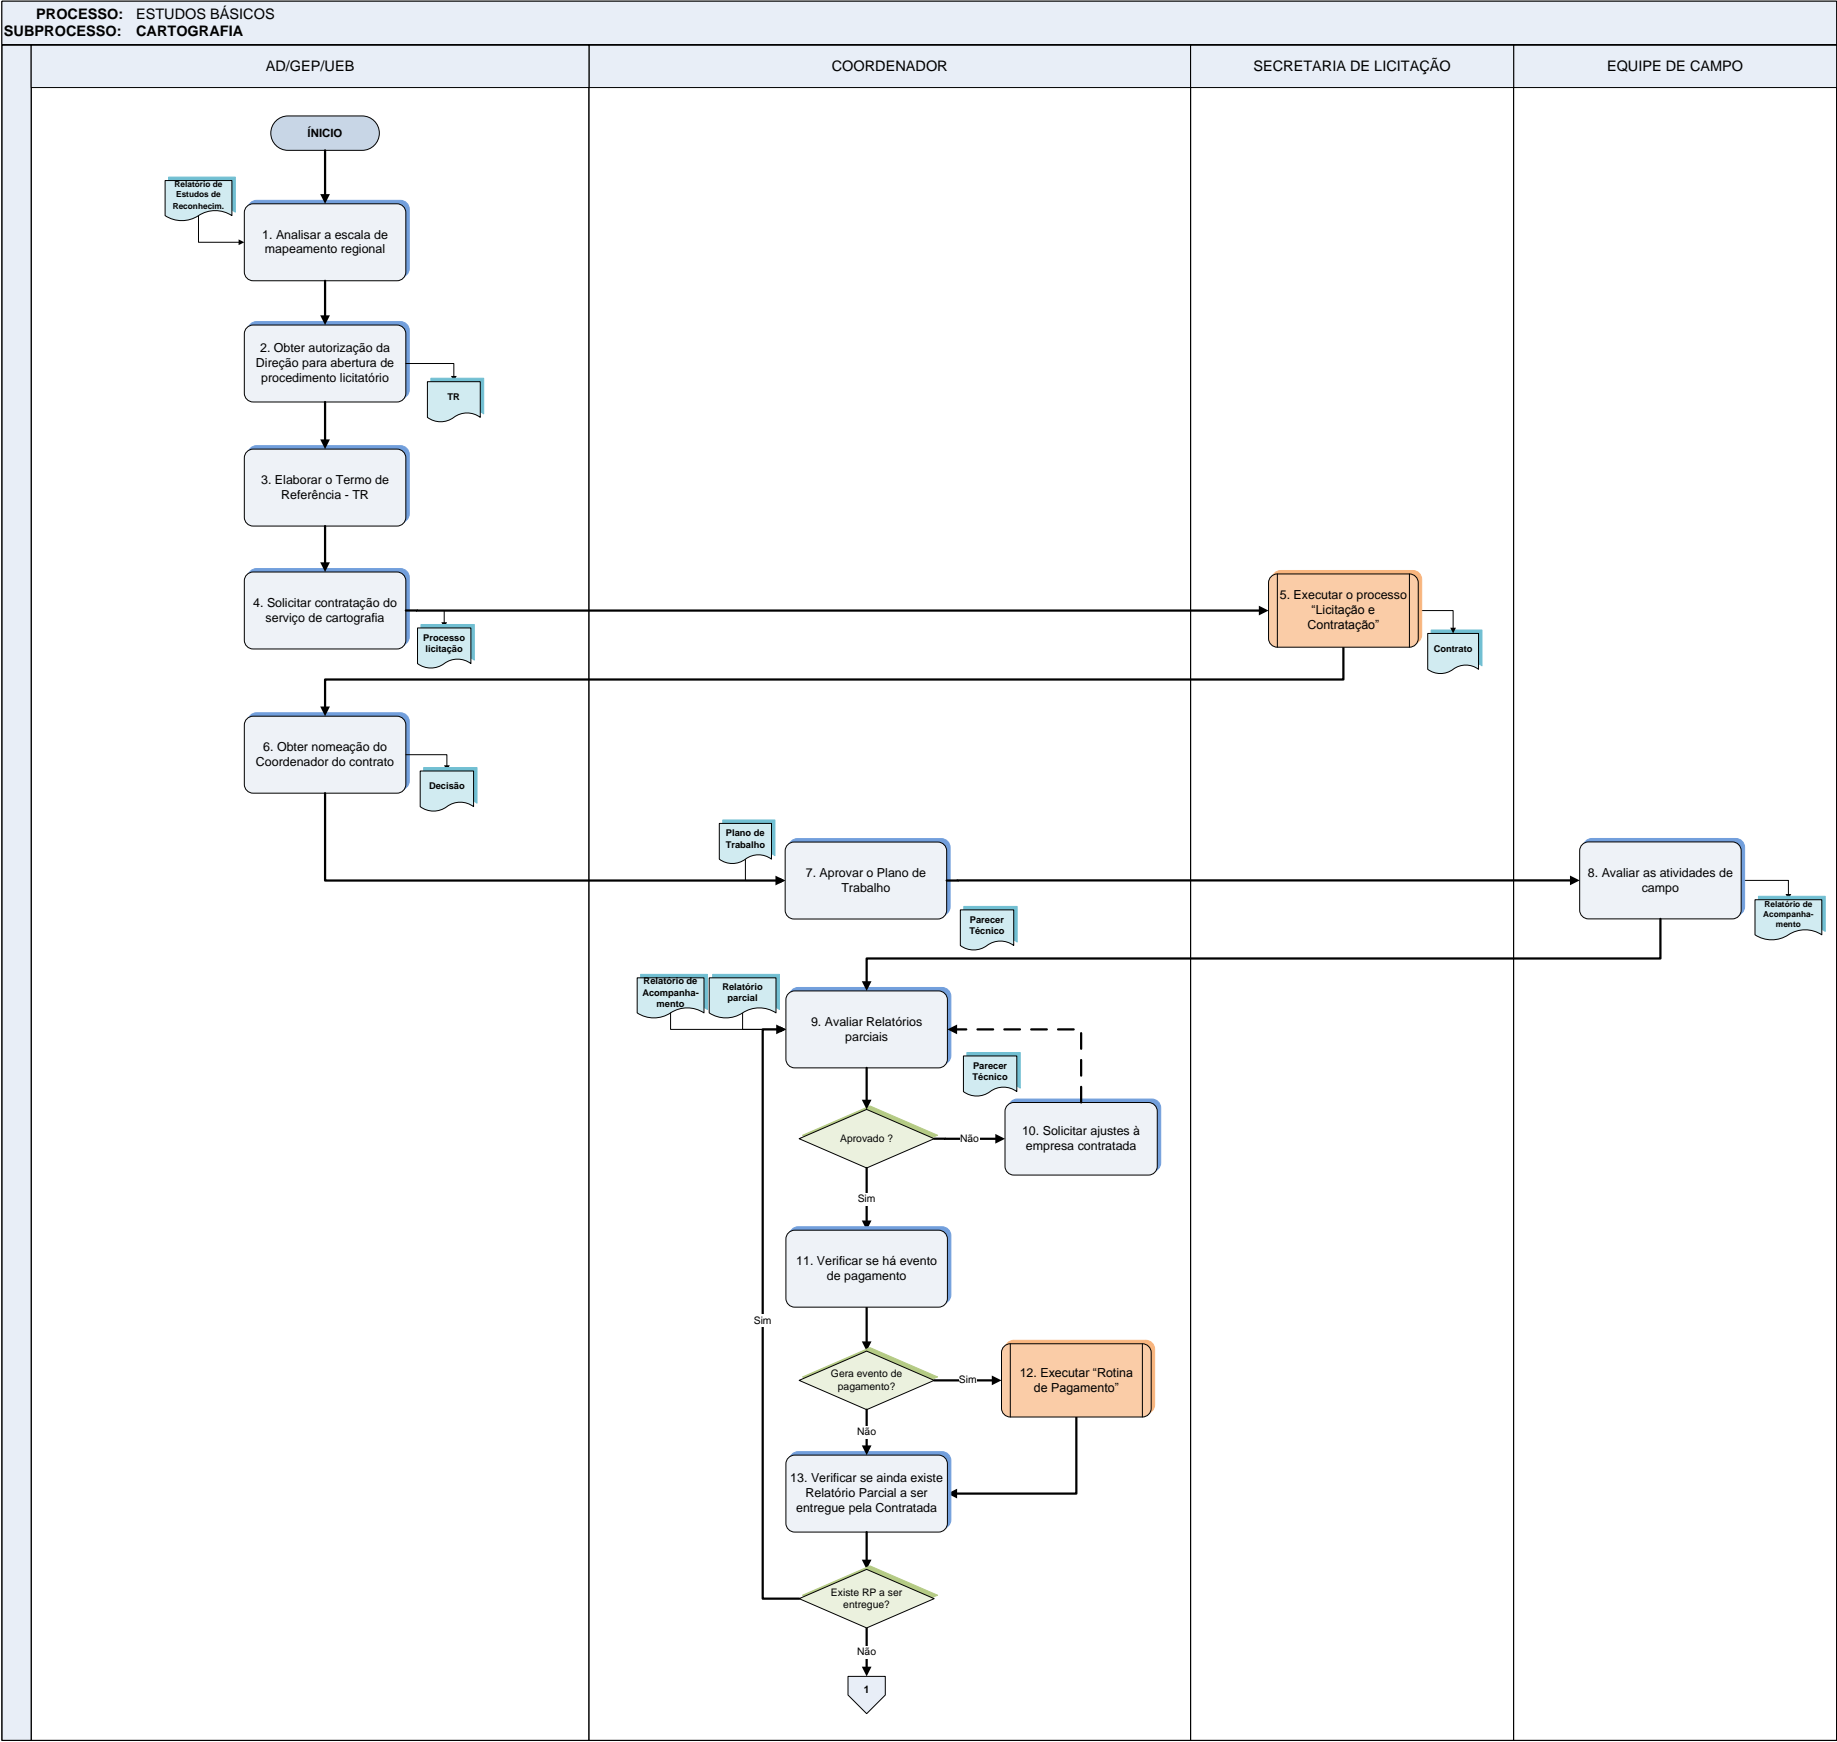 PROCESSO: ESTUDOS BÁSICOS
SUBPROCESSO: CARTOGRAFIA
AD/GEP/UEB
COORDENADOR
SECRETARIA DE LICITAÇÃO
EQUIPE DE CAMPO
ÍNICIO
Relatório de
Estudos de
Reconhecim.
1. Analisar a escala de
mapeamento regional
2. Obter autorização da
Direção para abertura de
procedimento licitatório
TR
3. Elaborar o Termo de
Referência - TR
4. Solicitar contratação do
serviço de cartografia
Processo
licitação
5. Executar o processo
“Licitação e
Contratação”
Contrato
6. Obter nomeação do
Coordenador do contrato
Decisão
Plano de
Trabalho
7. Aprovar o Plano de
Trabalho
Parecer
Técnico
8. Avaliar as atividades de
campo
Relatório de
Acompanha-
mento
Relatório de
Acompanha-
mento
Relatório
parcial
9. Avaliar Relatórios
parciais
Parecer
Técnico
Aprovado ?
Não
10. Solicitar ajustes à
empresa contratada
Sim
11. Verificar se há evento
de pagamento
Sim
Gera evento de
pagamento?
Sim
12. Executar “Rotina
de Pagamento”
Não
13. Verificar se ainda existe
Relatório Parcial a ser
entregue pela Contratada
Existe RP a ser
entregue?
Não
1